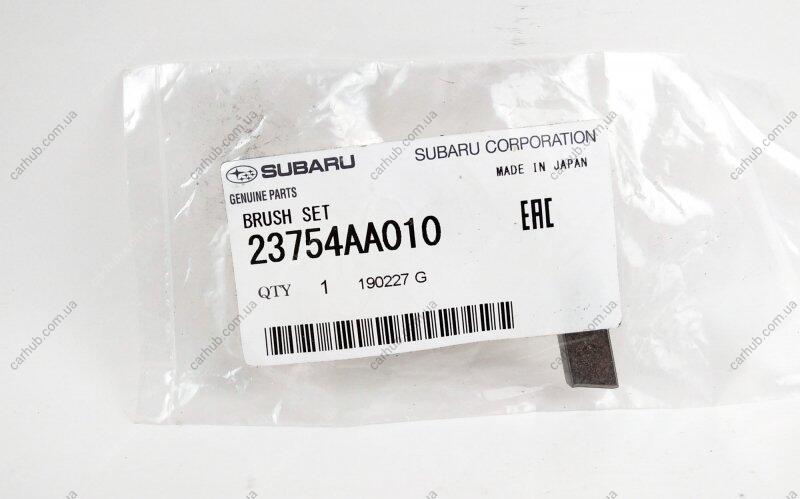 SUBARU
SUBARU CORPORATION
GENUINE PARTS
MADE IN JAPAN
BRUSH SET
23754AA010
EAC
QTY 1 190227 G
carhub.com.ua